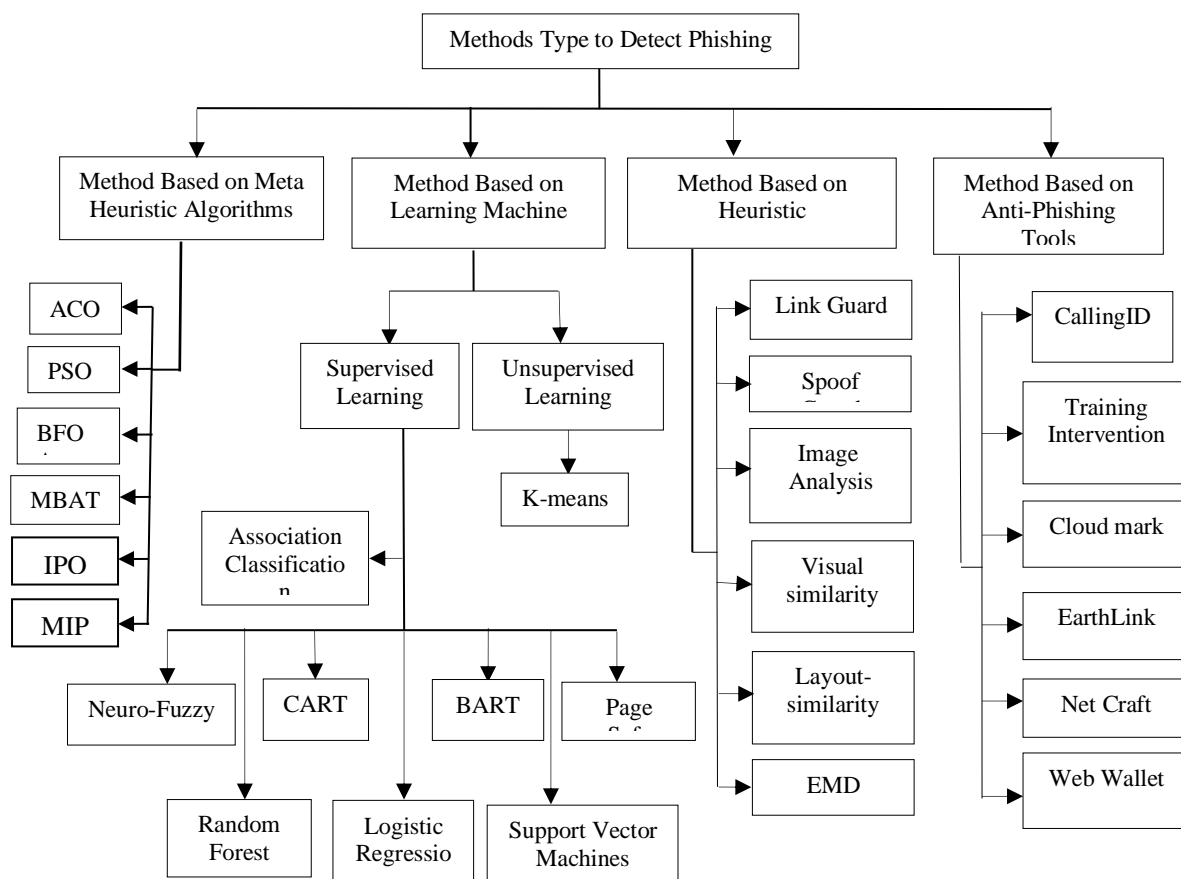 Methods Type to Detect Phishing
Method Based on Meta
Heuristic Algorithms
Method Based on
Learning Machine
Method Based on
Heuristic
Method Based on
Anti-Phishing
Tools
ACO
PSO
BFO
MBAT
IPO
MIP
Supervised
Learning
Unsupervised
Learning
K-means
Association
Classificatio
n
Neuro-Fuzzy
CART
BART
Page
Random
Forest
Logistic
Regressio
Support Vector
Machines
Link Guard
Spoof
Image
Analysis
Visual
similarity
Layout-
similarity
EMD
CallingID
Training
Intervention
Cloud mark
EarthLink
Net Craft
Web Wallet